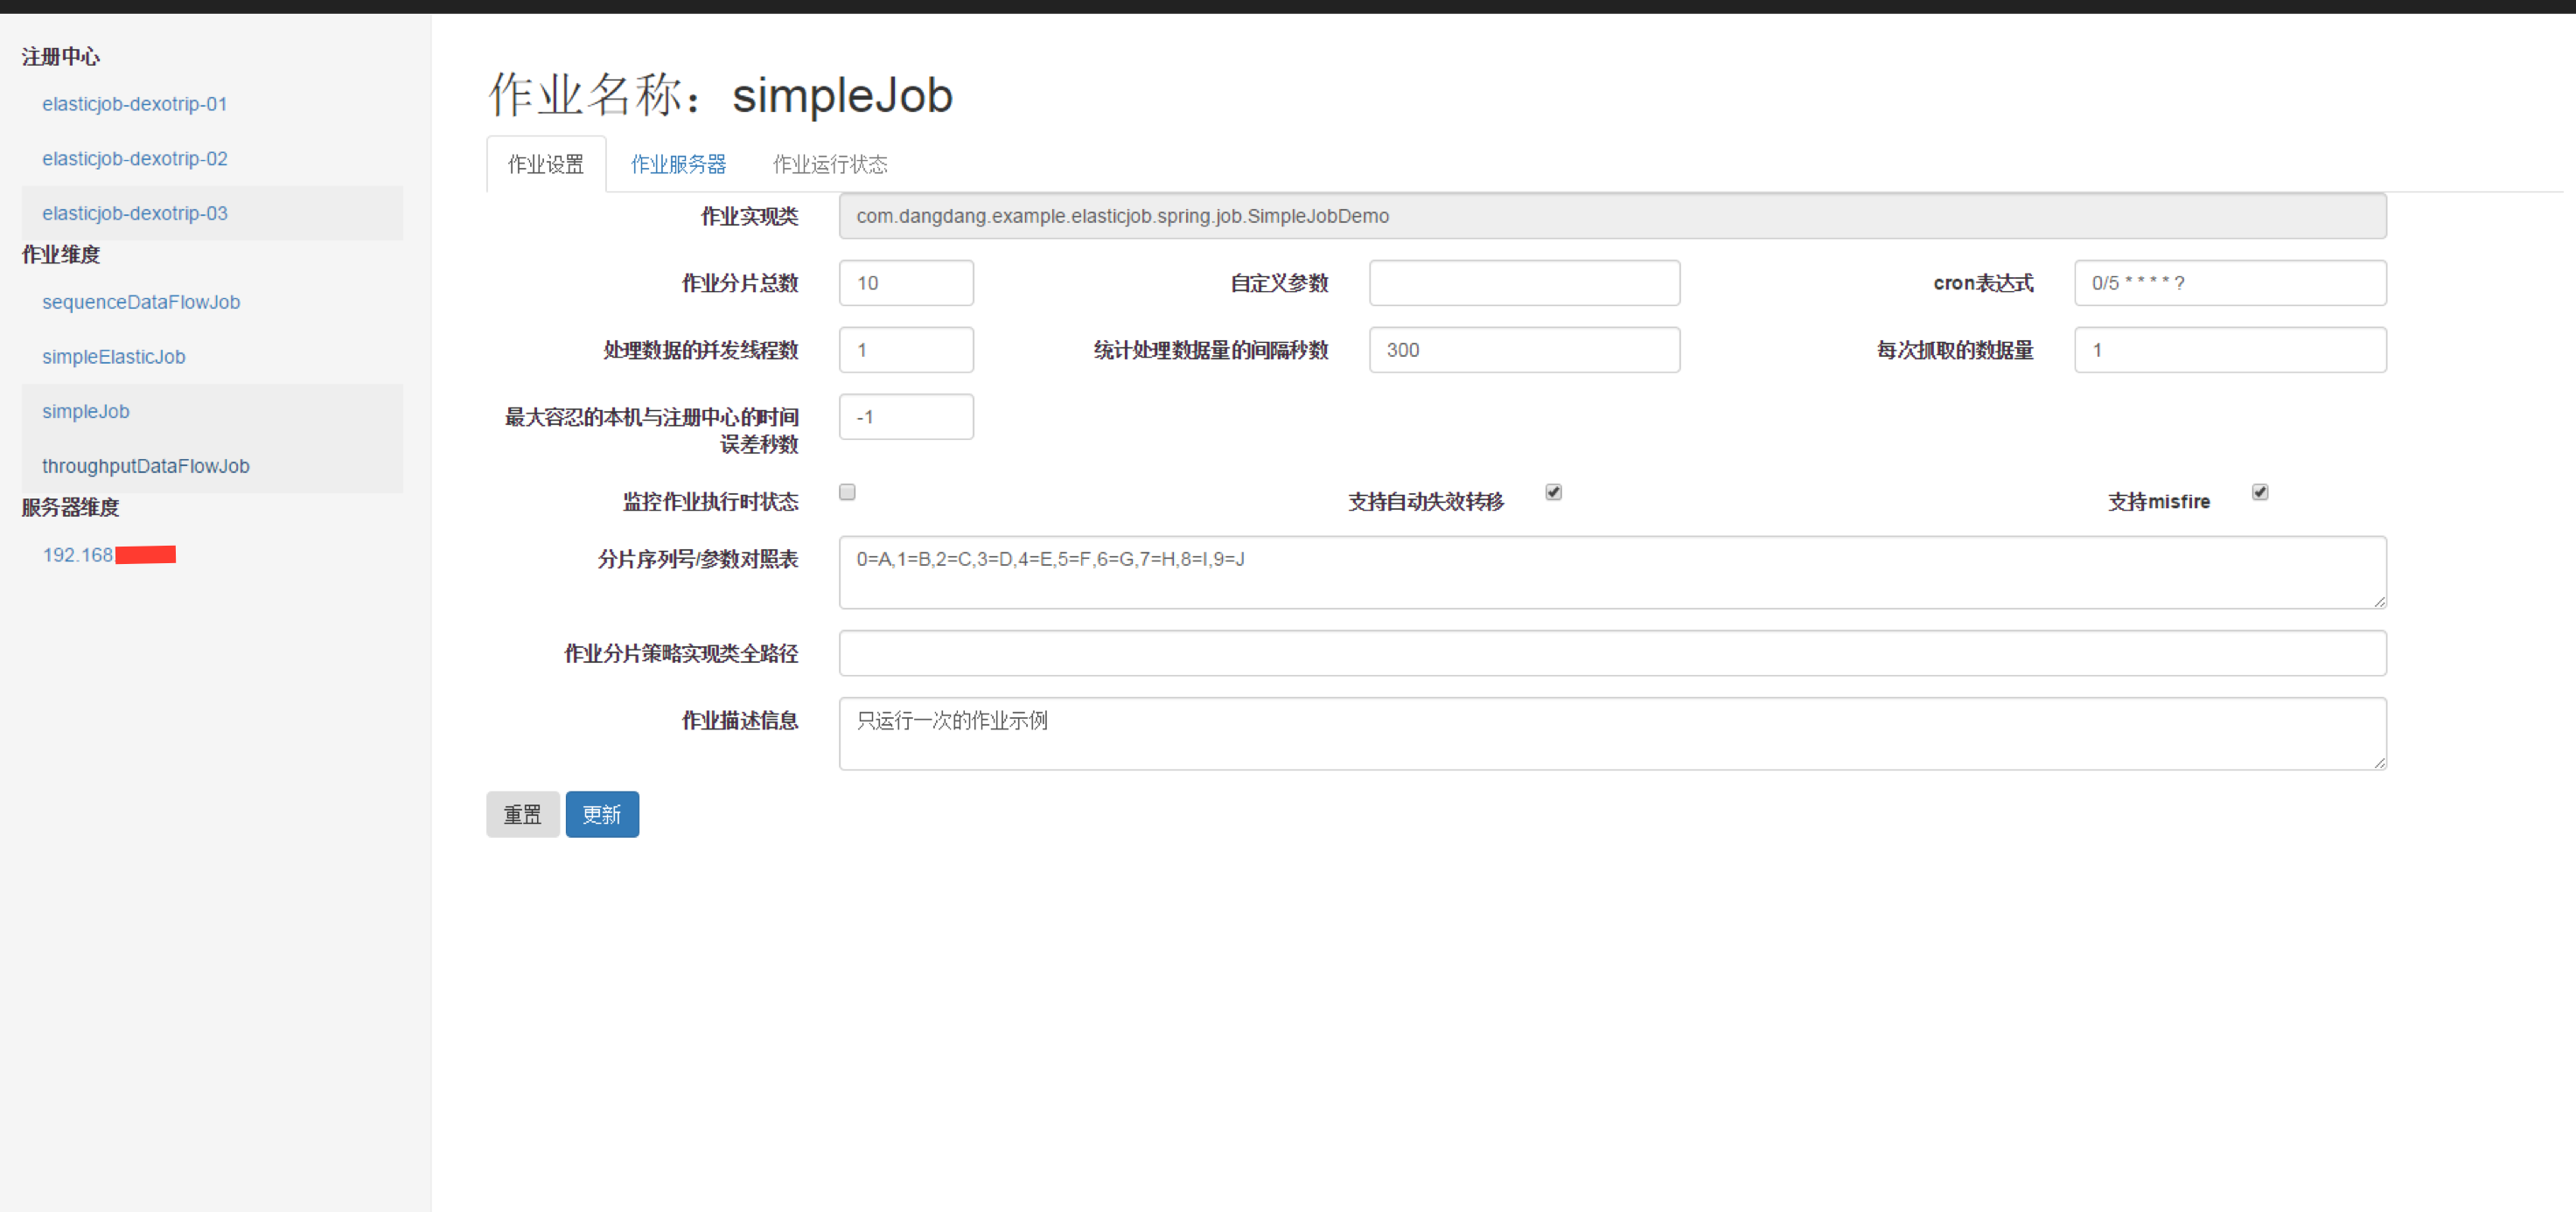 注册中心
elasticjob-dexotrip-01
elasticjob-dexotrip-02
elasticjob-dexotrip-03
作业维度
sequenceDataFlowJob
simpleElasticJob
simpleJob
throughputDataFlowJob
服务器维度
192.168
作业名称：simpleJob
作业设置 作业服务器 作业运行状态
作业实现类 com.dangdang.example.elasticjob.spring.job.SimpleJobDemo
作业分片总数 10 自定义参数 cron表达式 0/5 * * * * ?
处理数据的并发线程数 1 统计处理数据量的间隔秒数 300 每次抓取的数据量 1
最大容忍的本机与注册中心的时间 -1
误差秒数
监控作业执行时状态 支持自动失效转移 支持misfire
分片序列号/参数对照表 0=A,1=B,2=C,3=D,4=E,5=F,6=G,7=H,8=I,9=J
作业分片策略实现类全路径
作业描述信息 只运行一次的作业示例
重置 更新